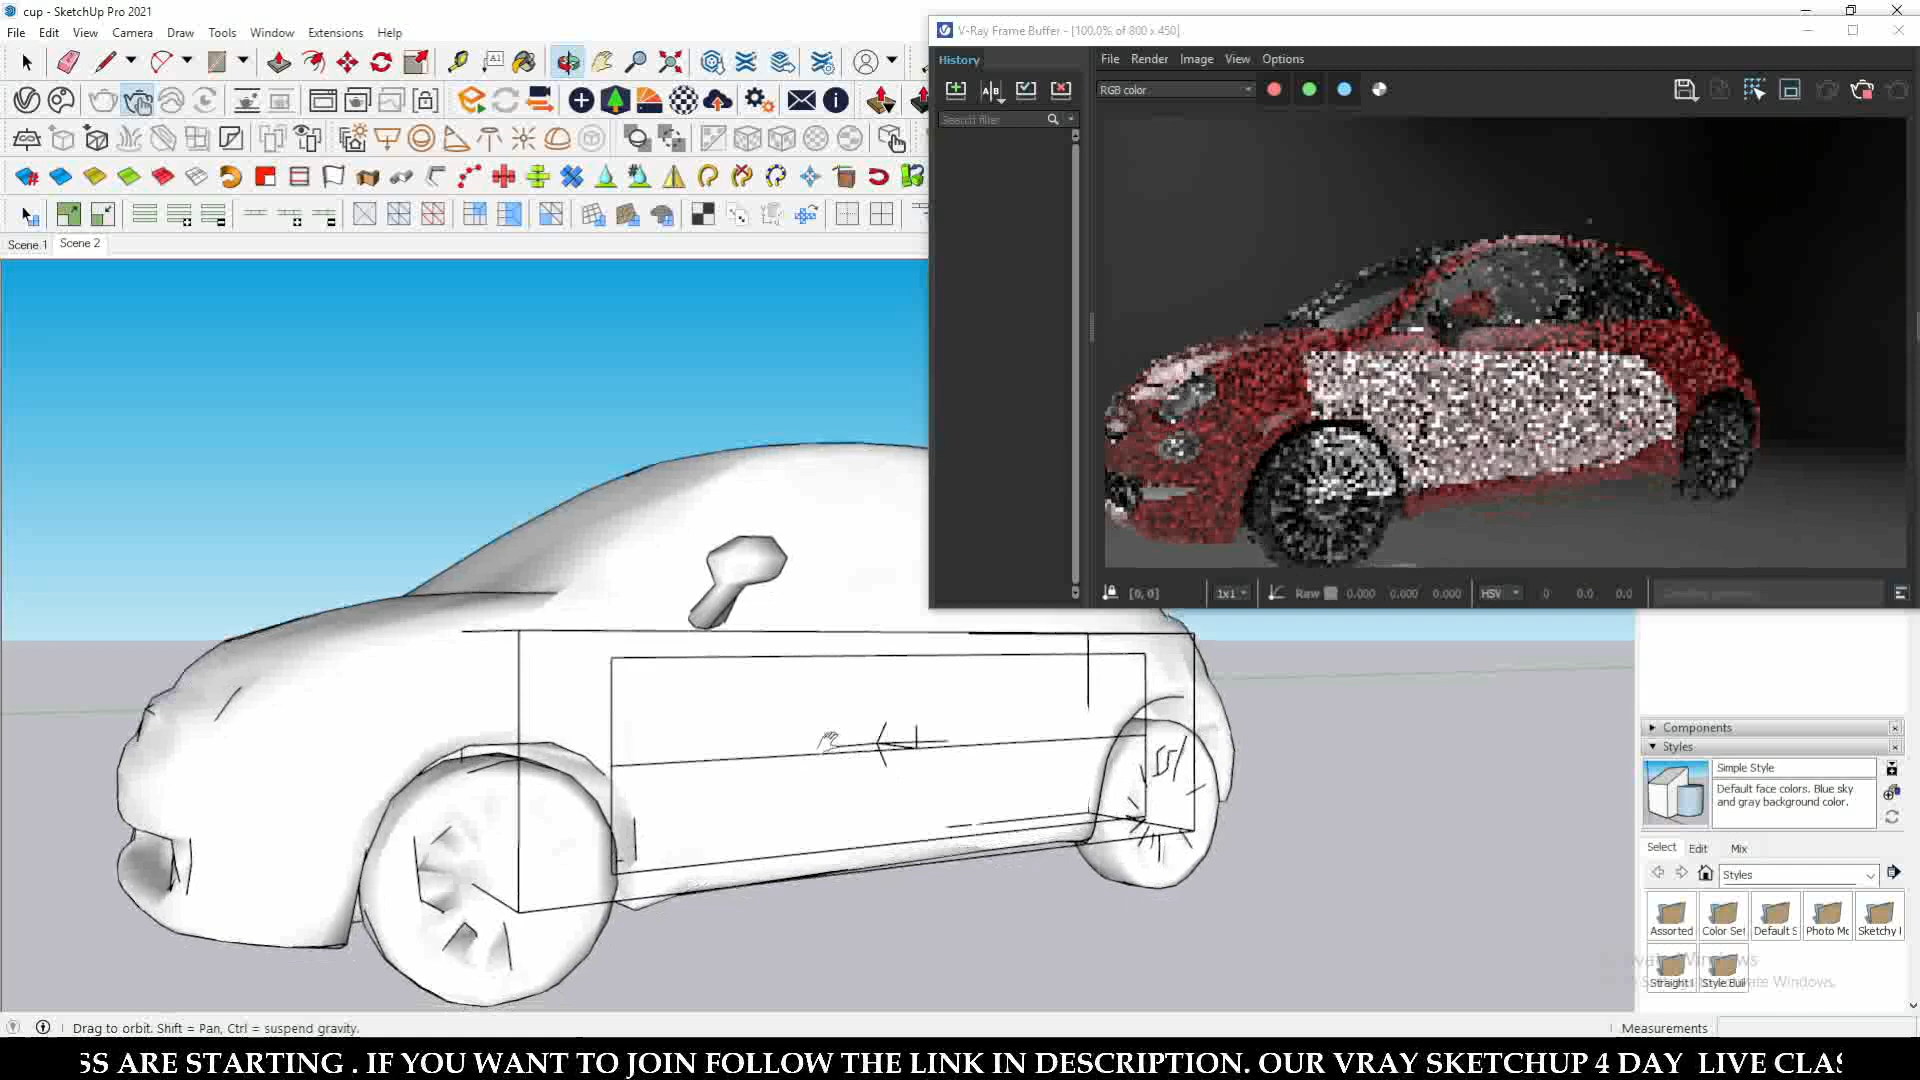 cup - SketchUp Pro 2021
File Edit View Camera Draw Tools Window Extensions Help
Scene 1 Scene 2
V-Ray Frame Buffer - [100.0% of 800 x 450]
History
File Render Image View Options
RGB color
Search filter
[0, 0]
1x1
Raw
0.000 0.000 0.000
HSV
0 0.0 0.0
Components
Styles
Simple Style
Default face colors. Blue sky
and gray background color.
Select Edit Mix
Styles
Assorted Color Set Default S Photo Mo Sketchy
Straight Style Buil
Drag to orbit. Shift = Pan, Ctrl = suspend gravity.
Measurements
SS ARE STARTING . IF YOU WANT TO JOIN FOLLOW THE LINK IN DESCRIPTION. OUR VRAY SKETCHUP 4 DAY LIVE CLAS